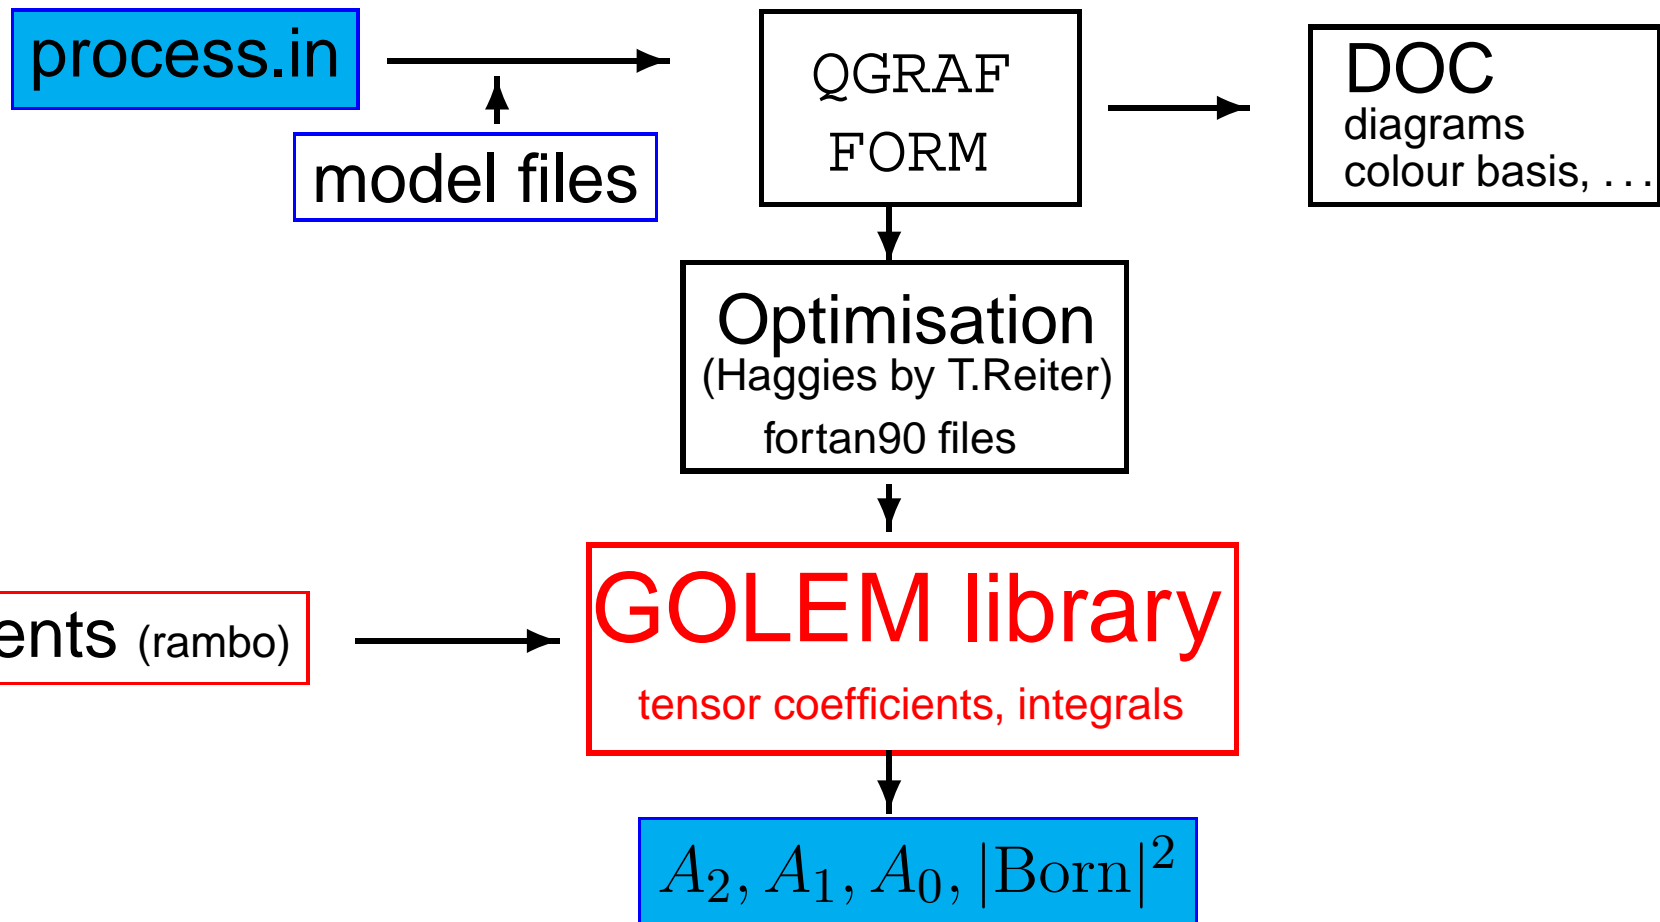 process.in
model files
QGRAF
FORM
DOC
diagrams
colour basis, ...
Optimisation
(Haggies by T.Reiter)
fortan90 files
(rambo)
GOLEM library
tensor coefficients, integrals
A₂, A₁, A₀, |Born|²